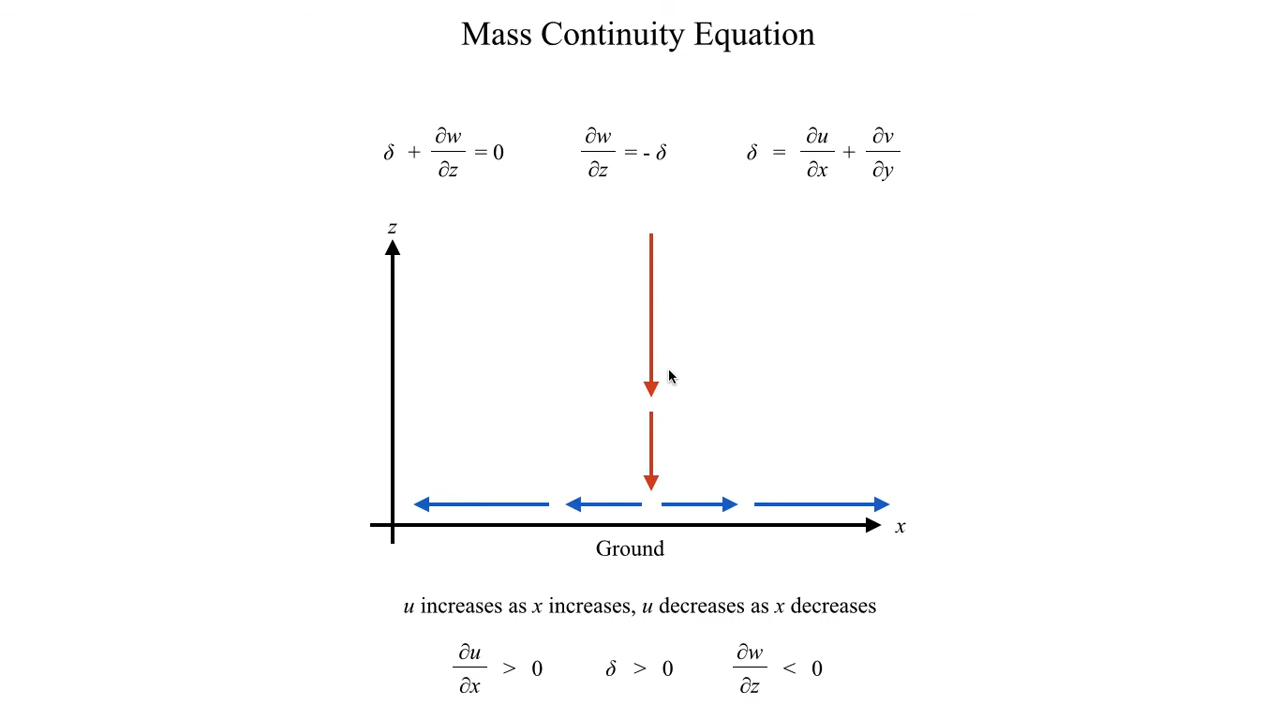 Mass Continuity Equation
δ + ∂w/∂z = 0    ∂w/∂z = - δ    δ = ∂u/∂x + ∂v/∂y
z
x
Ground
u increases as x increases, u decreases as x decreases
∂u/∂x > 0    δ > 0    ∂w/∂z < 0